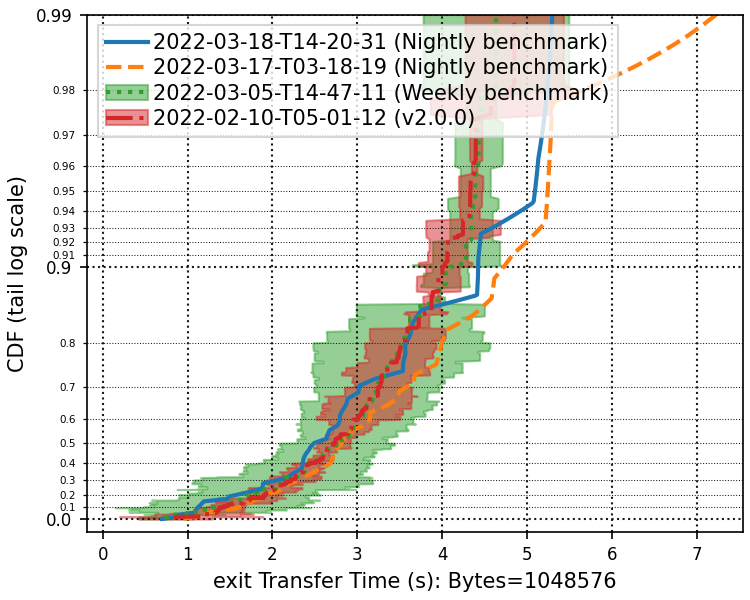 0.99
0.98
0.97
0.96
0.95
0.94
0.93
0.92
0.91
0.9
0.8
0.7
0.6
0.5
0.4
0.3
0.2
0.1
0.0
CDF (tail log scale)
2022-03-18-T14-20-31 (Nightly benchmark)
2022-03-17-T03-18-19 (Nightly benchmark)
2022-03-05-T14-47-11 (Weekly benchmark)
2022-02-10-T05-01-12 (v2.0.0)
0 1 2 3 4 5 6 7
exit Transfer Time (s): Bytes=1048576